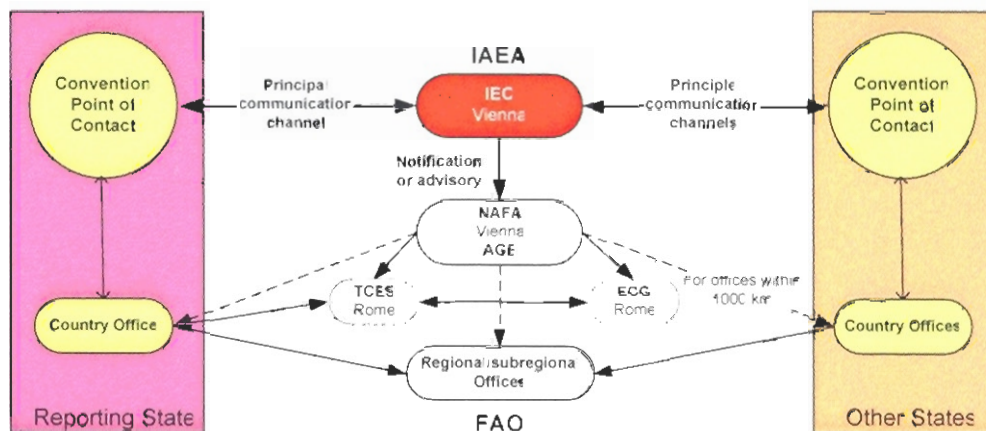 IAEA
Convention
Point of
Contact
Principal
communication
channel
IEC
Vienna
Principle
communication
channels
Convention
Point of
Contact
Notification
or advisory
NAFA
Vienna
AGE
TCES
Rome
ECG
Rome
For offices within
1000 km
Country Office
Country Offices
Regional/subregional
Offices
Reporting State
FAO
Other States